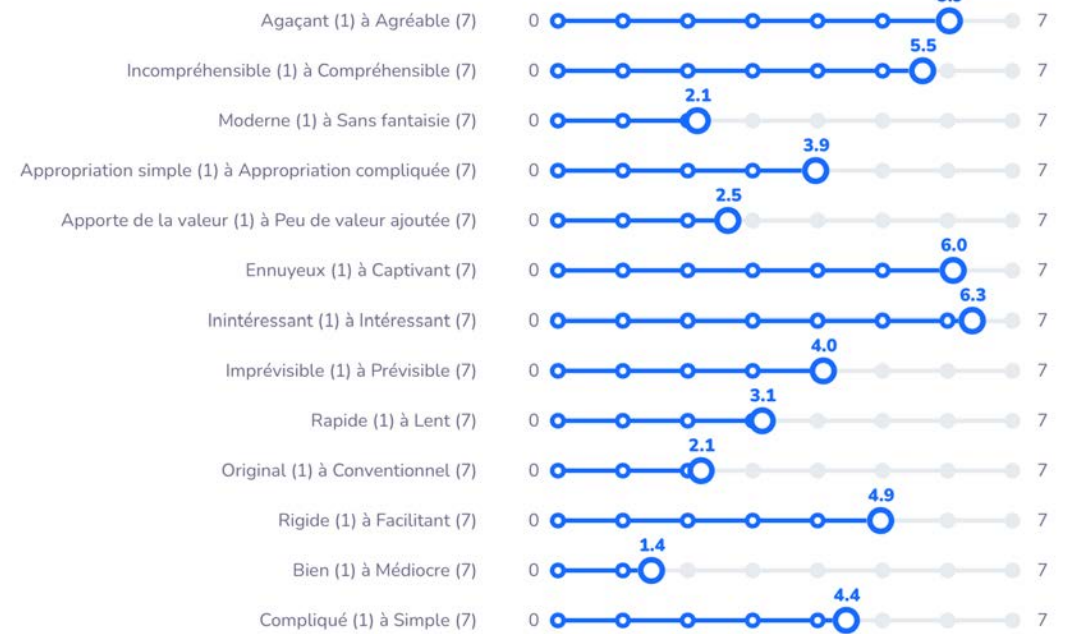 Agaçant (1) à Agréable (7) 0 7
5.5
Incompréhensible (1) à Compréhensible (7) 0 7
2.1
Moderne (1) à Sans fantaisie (7) 0 7
3.9
Appropriation simple (1) à Appropriation compliquée (7) 0 7
2.5
Apporte de la valeur (1) à Peu de valeur ajoutée (7) 0 7
6.0
Ennuyeux (1) à Captivant (7) 0 7
6.3
Inintéressant (1) à Intéressant (7) 0 7
4.0
Imprévisible (1) à Prévisible (7) 0 7
3.1
Rapide (1) à Lent (7) 0 7
2.1
Original (1) à Conventionnel (7) 0 7
4.9
Rigide (1) à Facilitant (7) 0 7
1.4
Bien (1) à Médiocre (7) 0 7
4.4
Compliqué (1) à Simple (7) 0 7